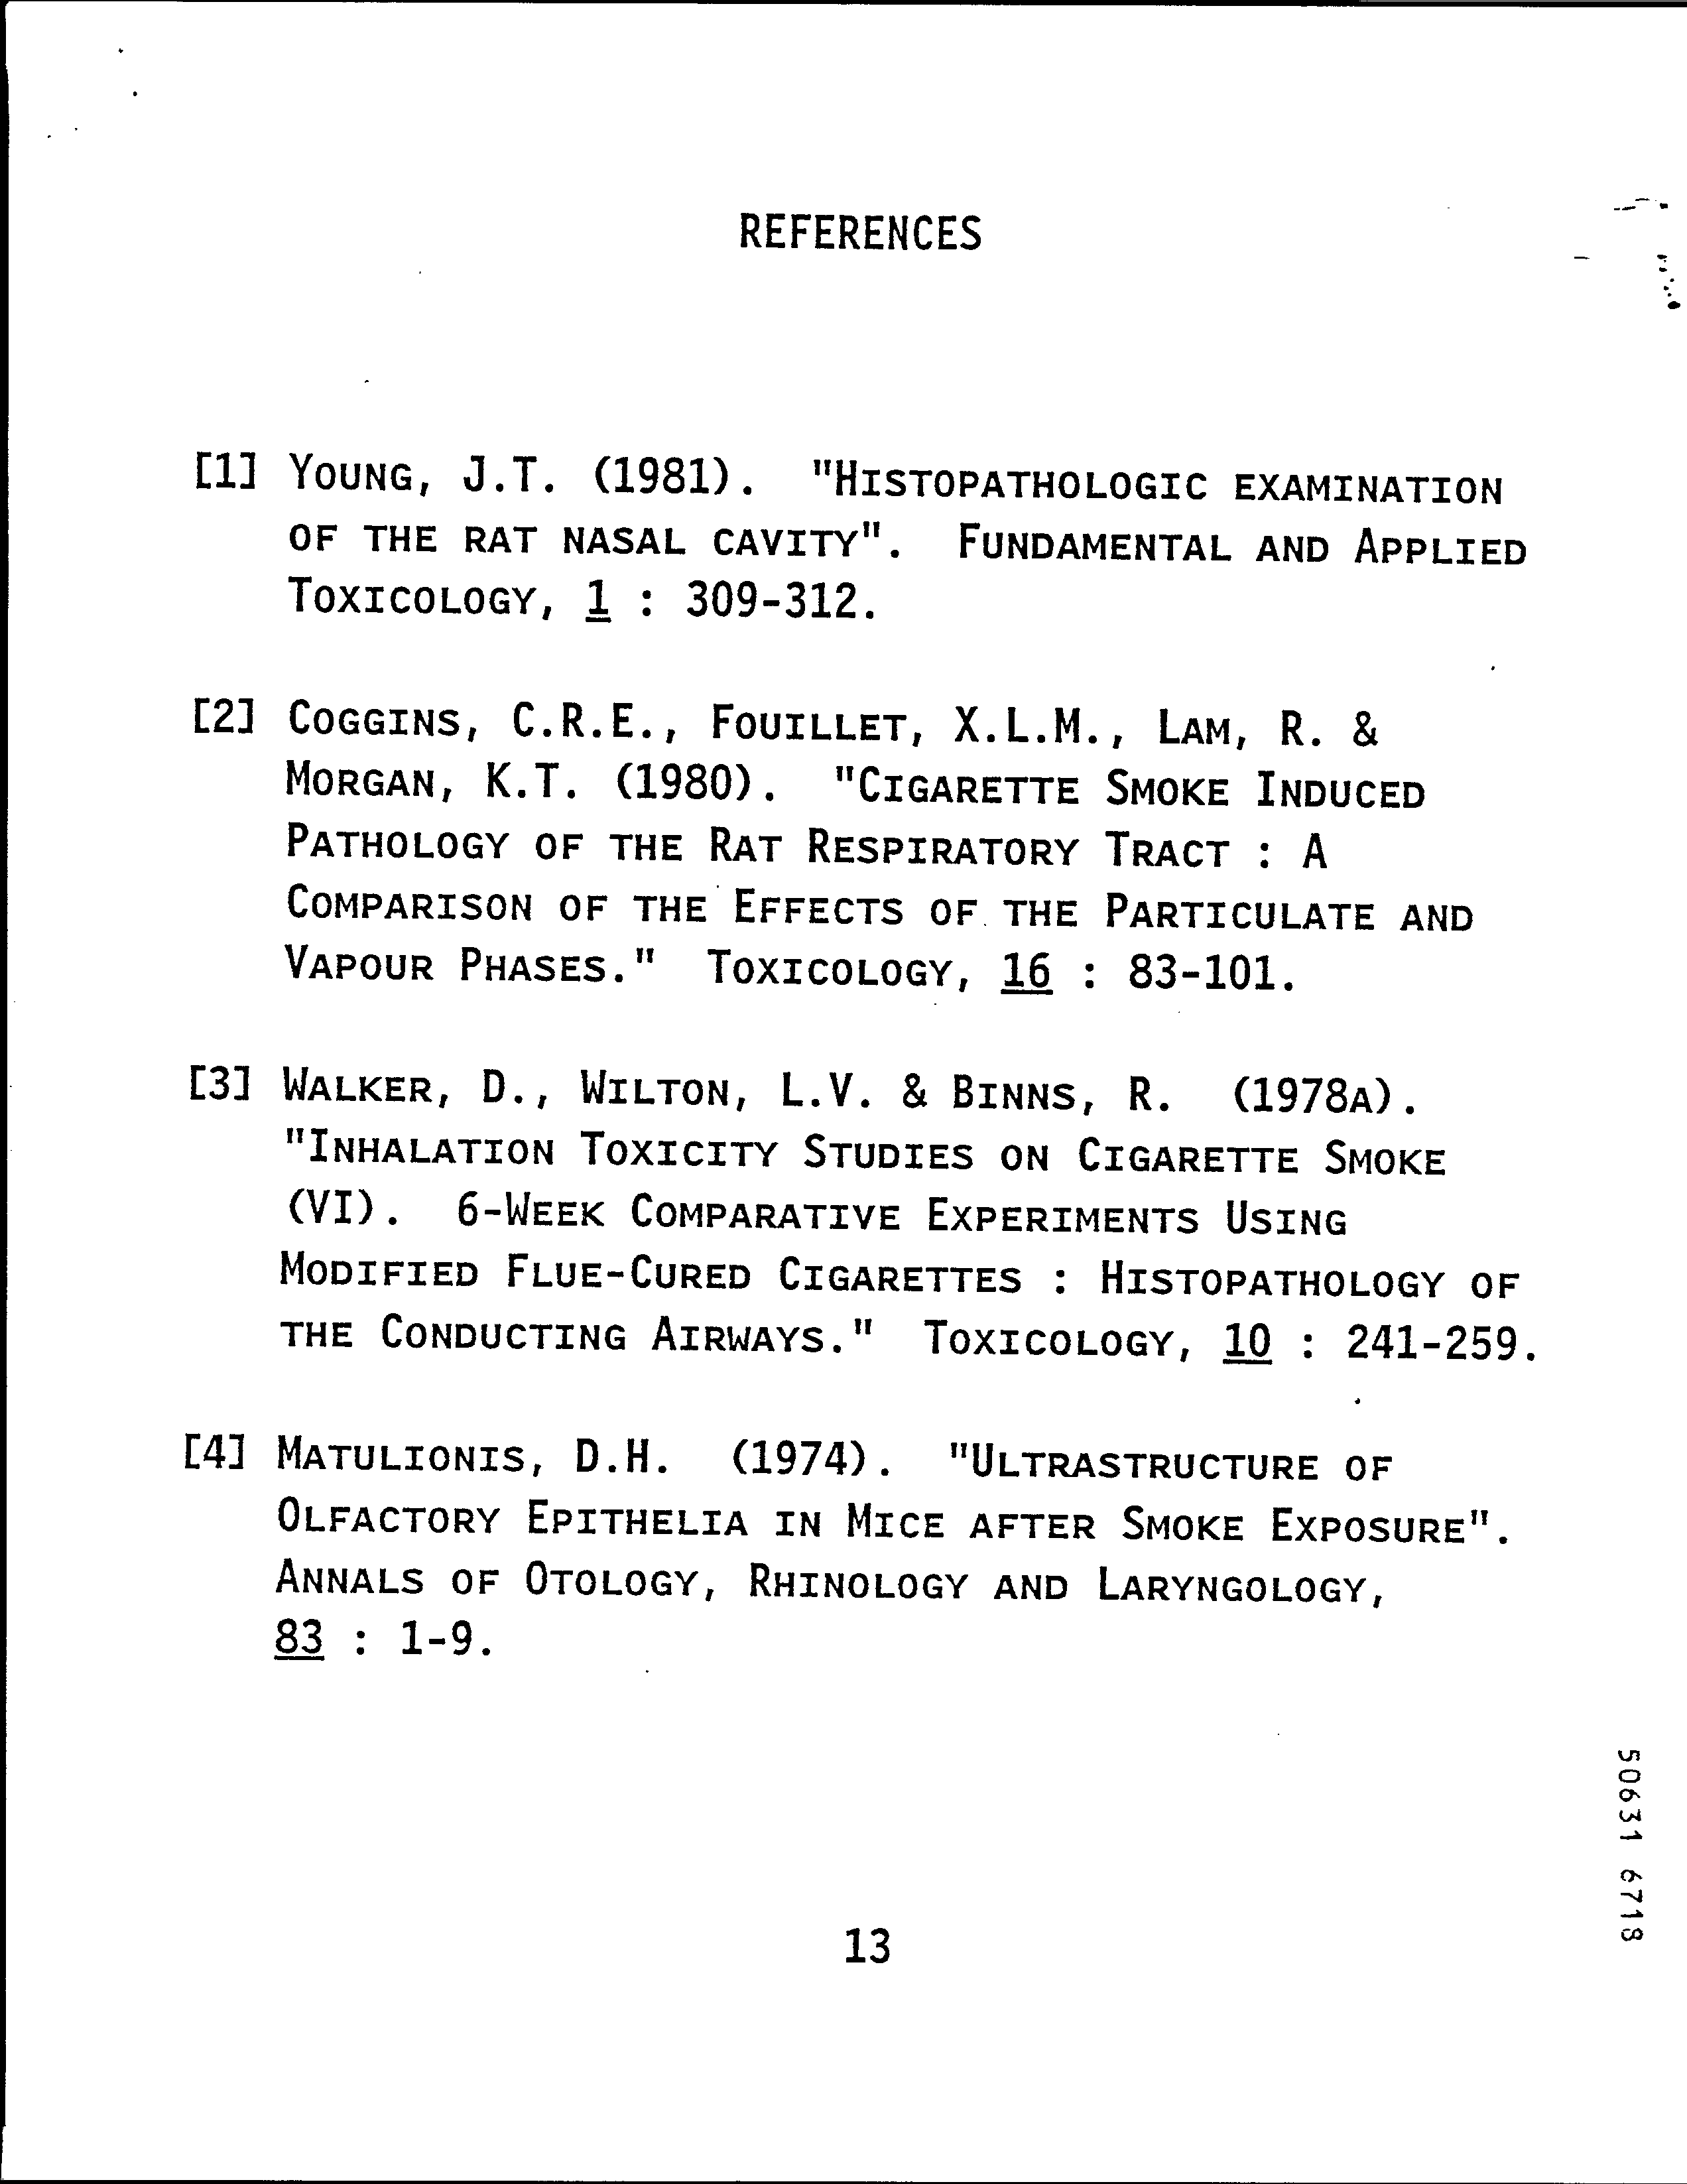 REFERENCES
[1] YOUNG, J.T. (1981). "HISTOPATHOLOGIC EXAMINATION
OF THE RAT NASAL CAVITY". FUNDAMENTAL AND APPLIED
TOXICOLOGY, 1 : 309-312.
[2] COGGINS, C.R.E., FOUILLET, X.L.M., LAM, R. &
MORGAN, K.T. (1980). "CIGARETTE SMOKE INDUCED
PATHOLOGY OF THE RAT RESPIRATORY TRACT : A
COMPARISON OF THE EFFECTS OF THE PARTICULATE AND
VAPOUR PHASES." TOXICOLOGY, 16 : 83-101.
[3] WALKER, D., WILTON, L.V. & BINNS, R. (1978A).
"INHALATION TOXICITY STUDIES ON CIGARETTE SMOKE
(VI). 6-WEEK COMPARATIVE EXPERIMENTS USING
MODIFIED FLUE-CURED CIGARETTES : HISTOPATHOLOGY OF
THE CONDUCTING AIRWAYS." TOXICOLOGY, 10 : 241-259.
[4] MATULIONIS, D.H. (1974). "ULTRASTRUCTURE OF
OLFACTORY EPITHELIA IN MICE AFTER SMOKE EXPOSURE".
ANNALS OF OTOLOGY, RHINOLOGY AND LARYNGOLOGY,
83 : 1-9.
50631 6718
13